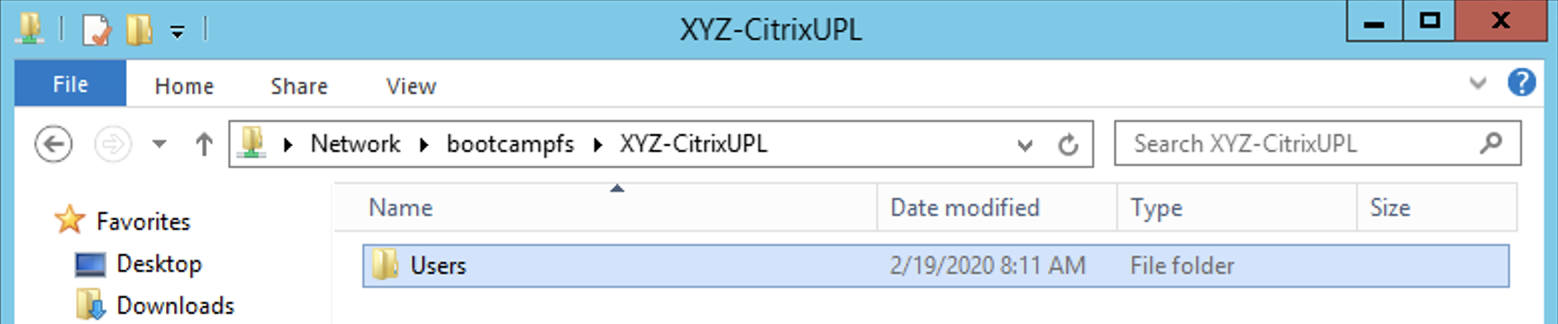 XYZ-CitrixUPL
File Home Share View
Network bootcampfs XYZ-CitrixUPL Search XYZ-CitrixUPL
Name Date modified Type Size
Favorites
Users 2/19/2020 8:11 AM File folder
Desktop
Downloads